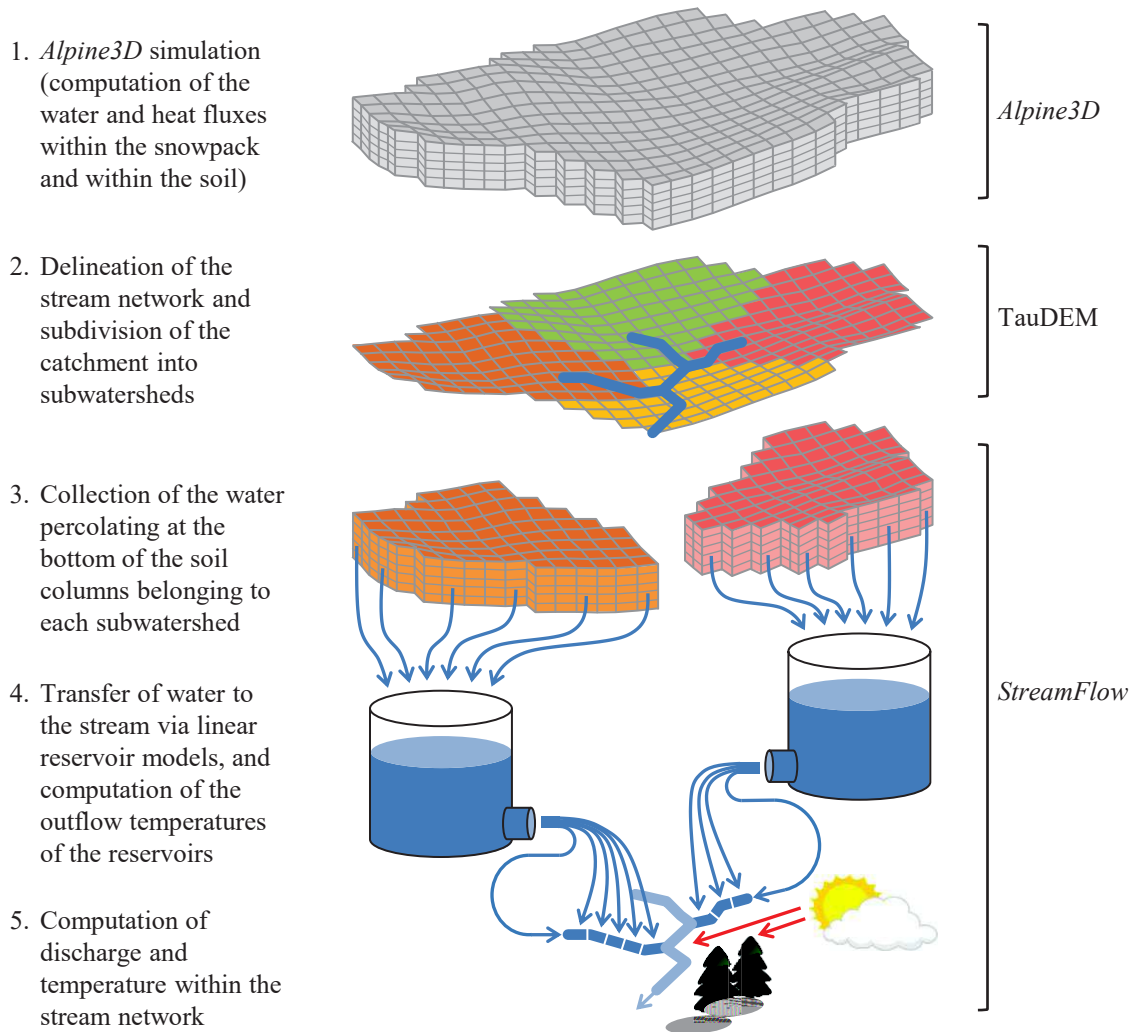 1. Alpine3D simulation
(computation of the
water and heat fluxes
within the snowpack
and within the soil)
Alpine3D
2. Delineation of the
stream network and
subdivision of the
catchment into
subwatersheds
TauDEM
3. Collection of the water
percolating at the
bottom of the soil
columns belonging to
each subwatershed
4. Transfer of water to
the stream via linear
reservoir models, and
computation of the
outflow temperatures
of the reservoirs
StreamFlow
5. Computation of
discharge and
temperature within the
stream network